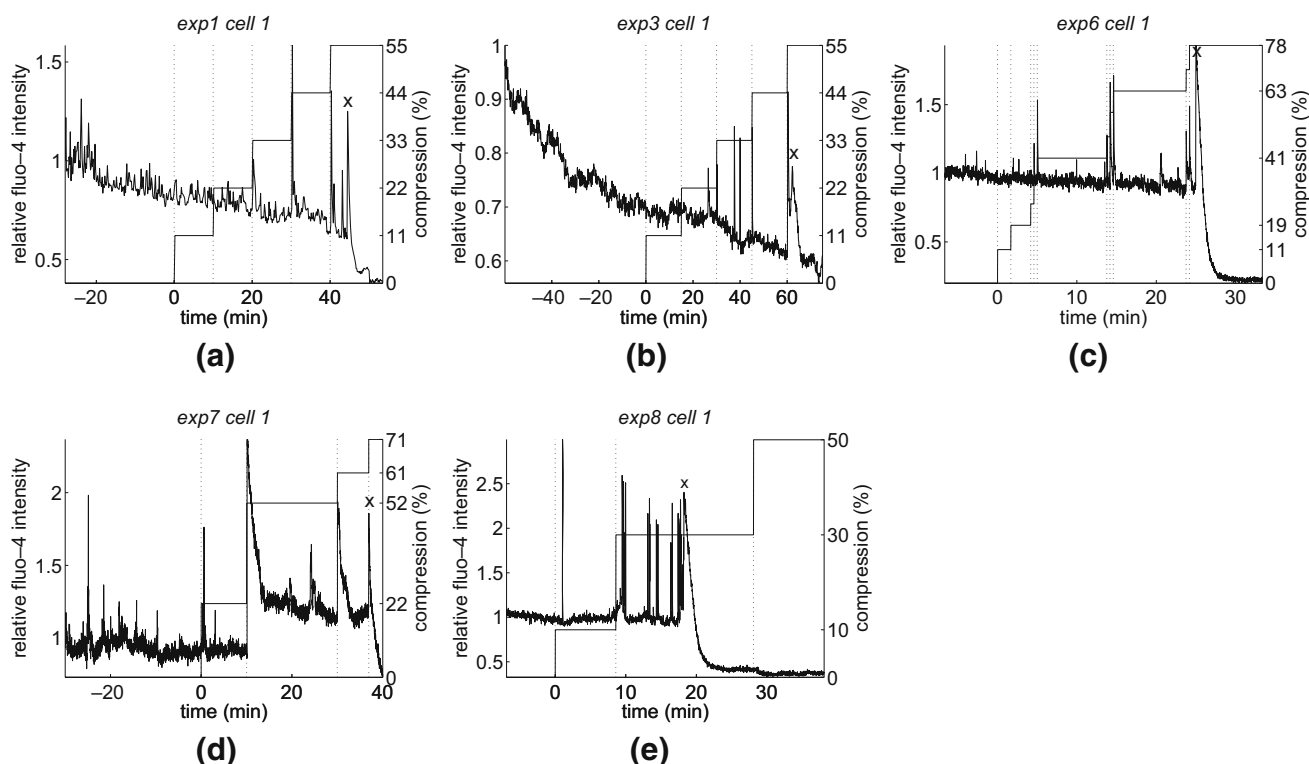 exp1 cell 1
relative fluo–4 intensity
1.5
1
0.5
55
44
33
22
11
0
compression (%)
x
−20
0
20
40
time (min)
(a)
exp3 cell 1
relative fluo–4 intensity
1
0.9
0.8
0.7
0.6
55
44
33
22
11
0
compression (%)
x
−40
−20
0
20
40
60
time (min)
(b)
exp6 cell 1
relative fluo–4 intensity
1.5
1
0.5
78
63
41
19
11
0
compression (%)
x
0
10
20
30
time (min)
(c)
exp7 cell 1
relative fluo–4 intensity
2
1.5
1
71
61
52
22
0
compression (%)
x
−20
0
20
40
time (min)
(d)
exp8 cell 1
relative fluo–4 intensity
2.5
2
1.5
1
0.5
50
30
10
0
compression (%)
x
0
10
20
30
time (min)
(e)